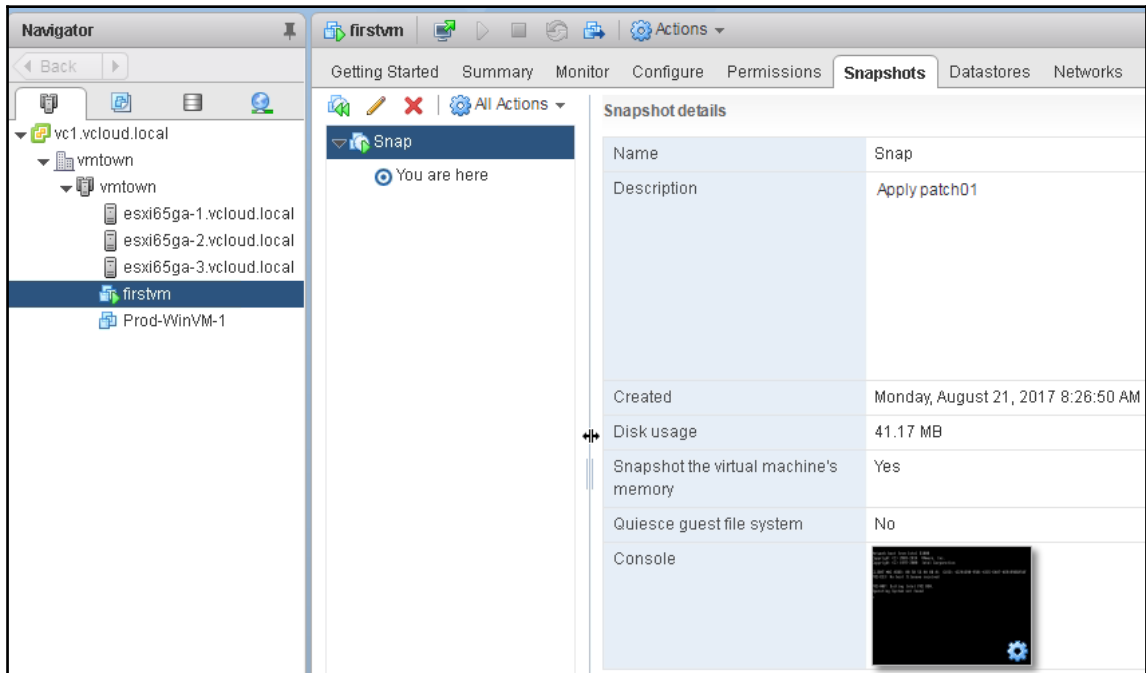 Navigator
Back
vc1.vcloud.local
vmtown
vmtown
esxi65ga-1.vcloud.local
esxi65ga-2.vcloud.local
esxi65ga-3.vcloud.local
firstvm
Prod-WinVM-1
firstvm Actions
Getting Started Summary Monitor Configure Permissions Snapshots Datastores Networks
All Actions
Snap
You are here
Snapshot details
Name Snap
Description Apply patch01
Created Monday, August 21, 2017 8:26:50 AM
Disk usage 41.17 MB
Snapshot the virtual machine's Yes
memory
Quiesce guest file system No
Console